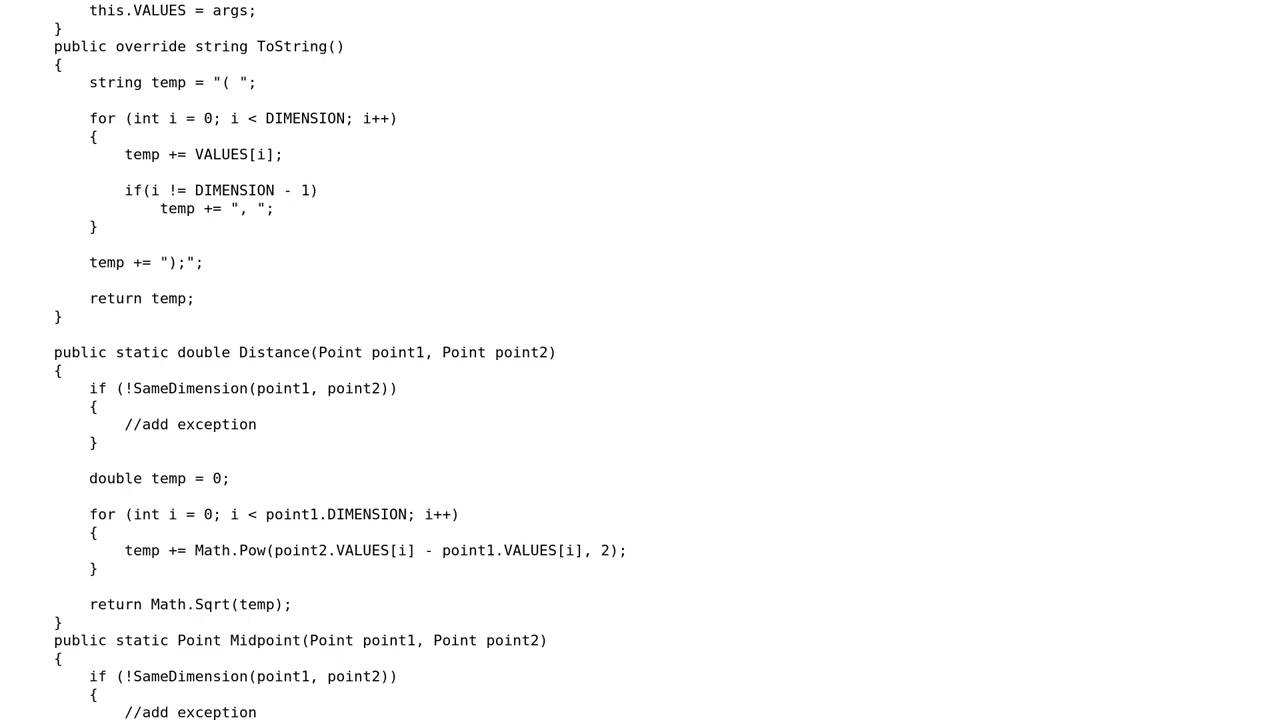 this.VALUES = args;
    }
    public override string ToString()
    {
        string temp = "( ";

        for (int i = 0; i < DIMENSION; i++)
        {
            temp += VALUES[i];

            if(i != DIMENSION - 1)
                temp += ", ";
        }

        temp += ");";

        return temp;
    }

    public static double Distance(Point point1, Point point2)
    {
        if (!SameDimension(point1, point2))
        {
            //add exception
        }

        double temp = 0;

        for (int i = 0; i < point1.DIMENSION; i++)
        {
            temp += Math.Pow(point2.VALUES[i] - point1.VALUES[i], 2);
        }

        return Math.Sqrt(temp);
    }
    public static Point Midpoint(Point point1, Point point2)
    {
        if (!SameDimension(point1, point2))
        {
            //add exception